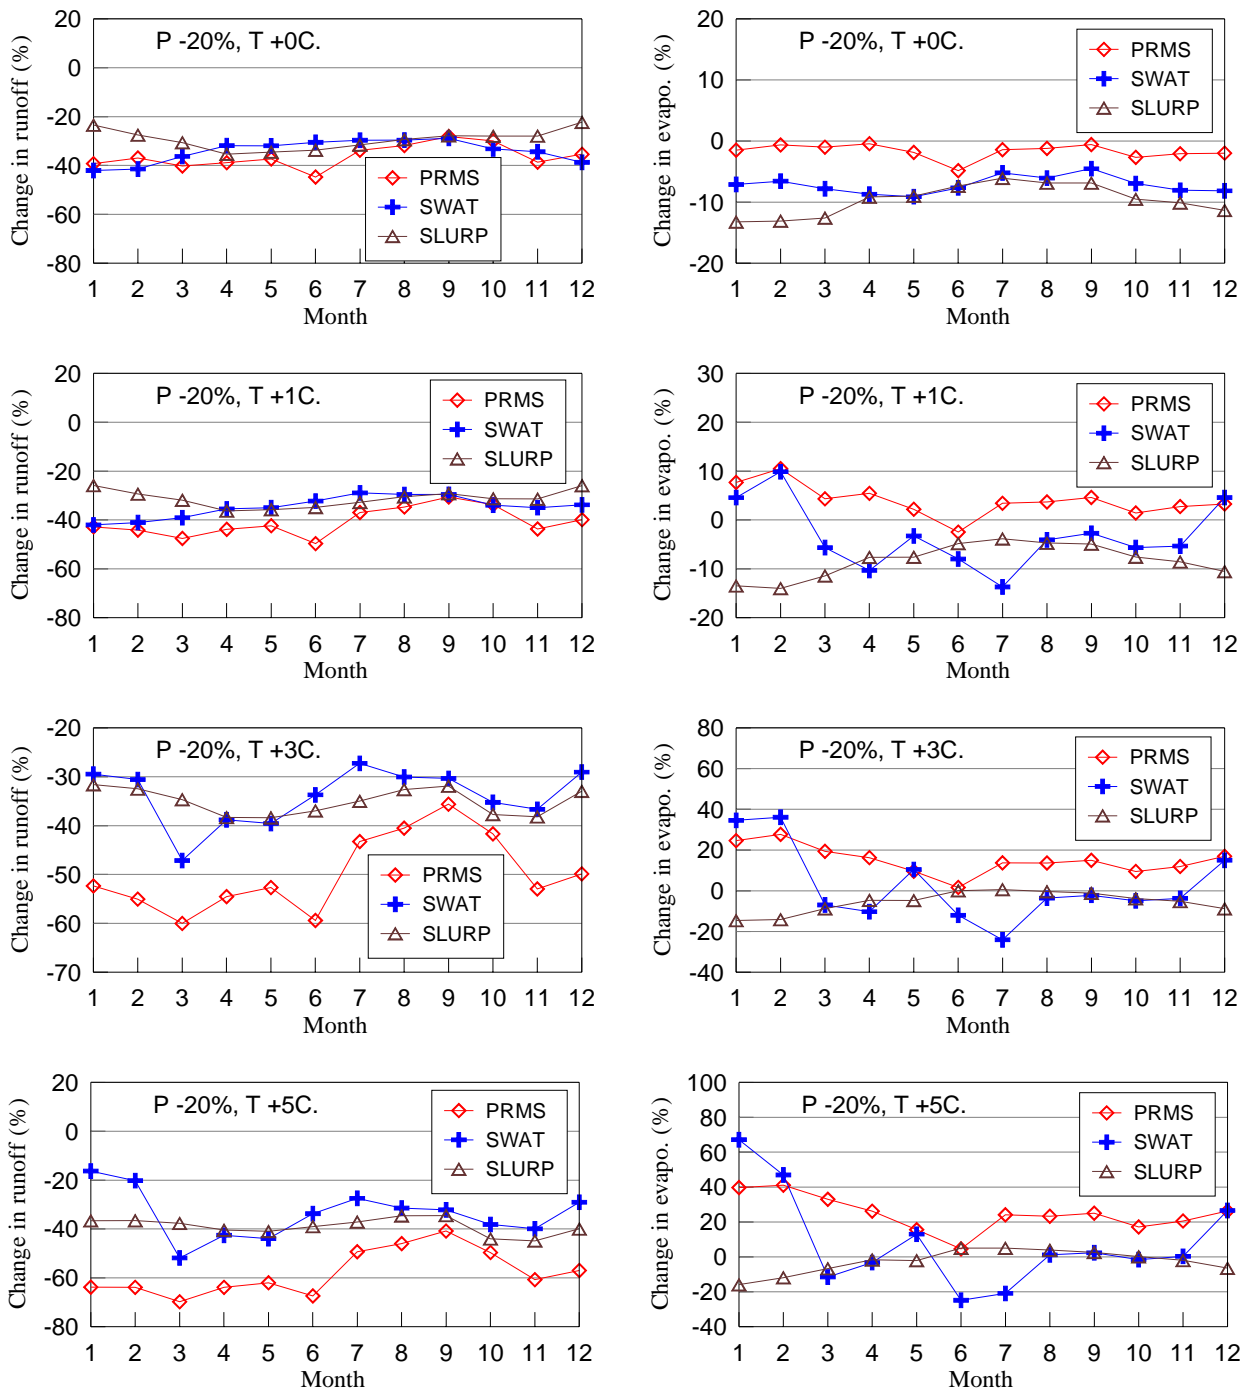 P -20%, T +0C.
Change in runoff (%)
20
0
-20
-40
-60
-80
PRMS
SWAT
SLURP
1 2 3 4 5 6 7 8 9 10 11 12
Month
P -20%, T +0C.
Change in evapo. (%)
20
10
0
-10
-20
PRMS
SWAT
SLURP
1 2 3 4 5 6 7 8 9 10 11 12
Month
P -20%, T +1C.
Change in runoff (%)
20
0
-20
-40
-60
-80
PRMS
SWAT
SLURP
1 2 3 4 5 6 7 8 9 10 11 12
Month
P -20%, T +1C.
Change in evapo. (%)
30
20
10
0
-10
-20
PRMS
SWAT
SLURP
1 2 3 4 5 6 7 8 9 10 11 12
Month
P -20%, T +3C.
Change in runoff (%)
-20
-30
-40
-50
-60
-70
PRMS
SWAT
SLURP
1 2 3 4 5 6 7 8 9 10 11 12
Month
P -20%, T +3C.
Change in evapo. (%)
80
60
40
20
0
-20
-40
PRMS
SWAT
SLURP
1 2 3 4 5 6 7 8 9 10 11 12
Month
P -20%, T +5C.
Change in runoff (%)
20
0
-20
-40
-60
-80
PRMS
SWAT
SLURP
1 2 3 4 5 6 7 8 9 10 11 12
Month
P -20%, T +5C.
Change in evapo. (%)
100
80
60
40
20
0
-20
-40
PRMS
SWAT
SLURP
1 2 3 4 5 6 7 8 9 10 11 12
Month